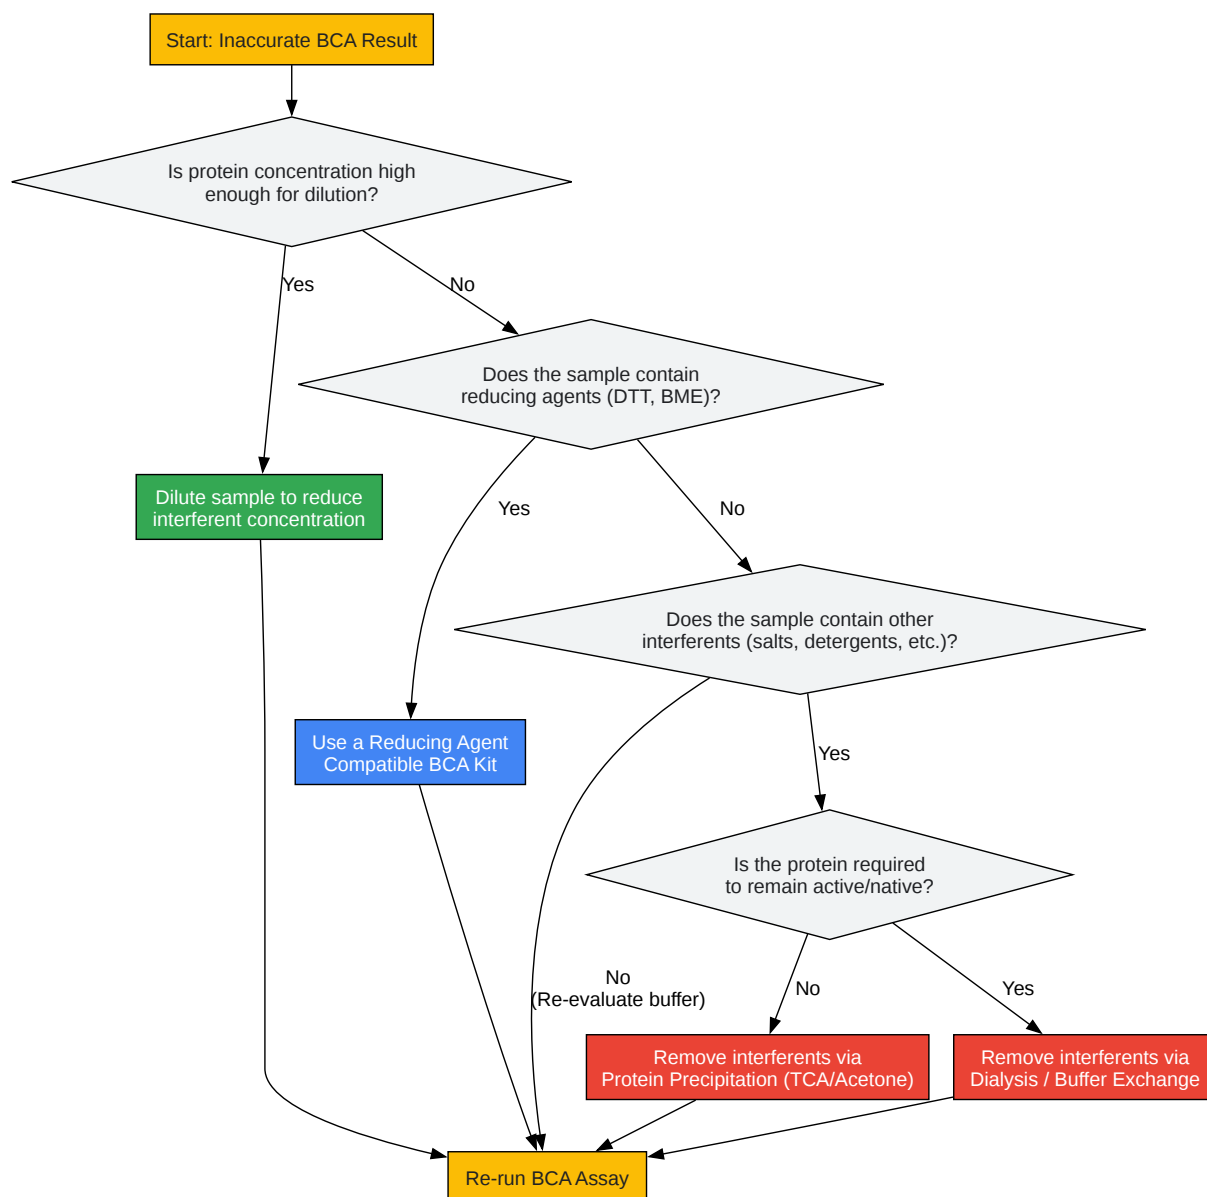 Start: Inaccurate BCA Result
Is protein concentration high
enough for dilution?
Yes
No
Does the sample contain
reducing agents (DTT, BME)?
Dilute sample to reduce
interferent concentration
Yes
No
Does the sample contain other
interferents (salts, detergents, etc.)?
Use a Reducing Agent
Compatible BCA Kit
Yes
Is the protein required
to remain active/native?
No
(Re-evaluate buffer)
No
Yes
Remove interferents via
Protein Precipitation (TCA/Acetone)
Remove interferents via
Dialysis / Buffer Exchange
Re-run BCA Assay